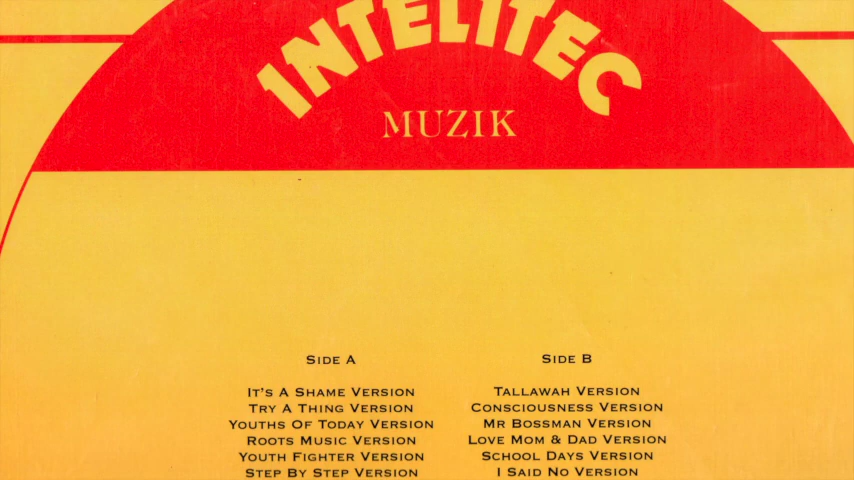 INTELITEC
MUZIK
SIDE A
IT'S A SHAME VERSION
TRY A THING VERSION
YOUTHS OF TODAY VERSION
ROOTS MUSIC VERSION
YOUTH FIGHTER VERSION
STEP BY STEP VERSION
SIDE B
TALLAWAH VERSION
CONSCIOUSNESS VERSION
MR BOSSMAN VERSION
LOVE MOM & DAD VERSION
SCHOOL DAYS VERSION
I SAID NO VERSION